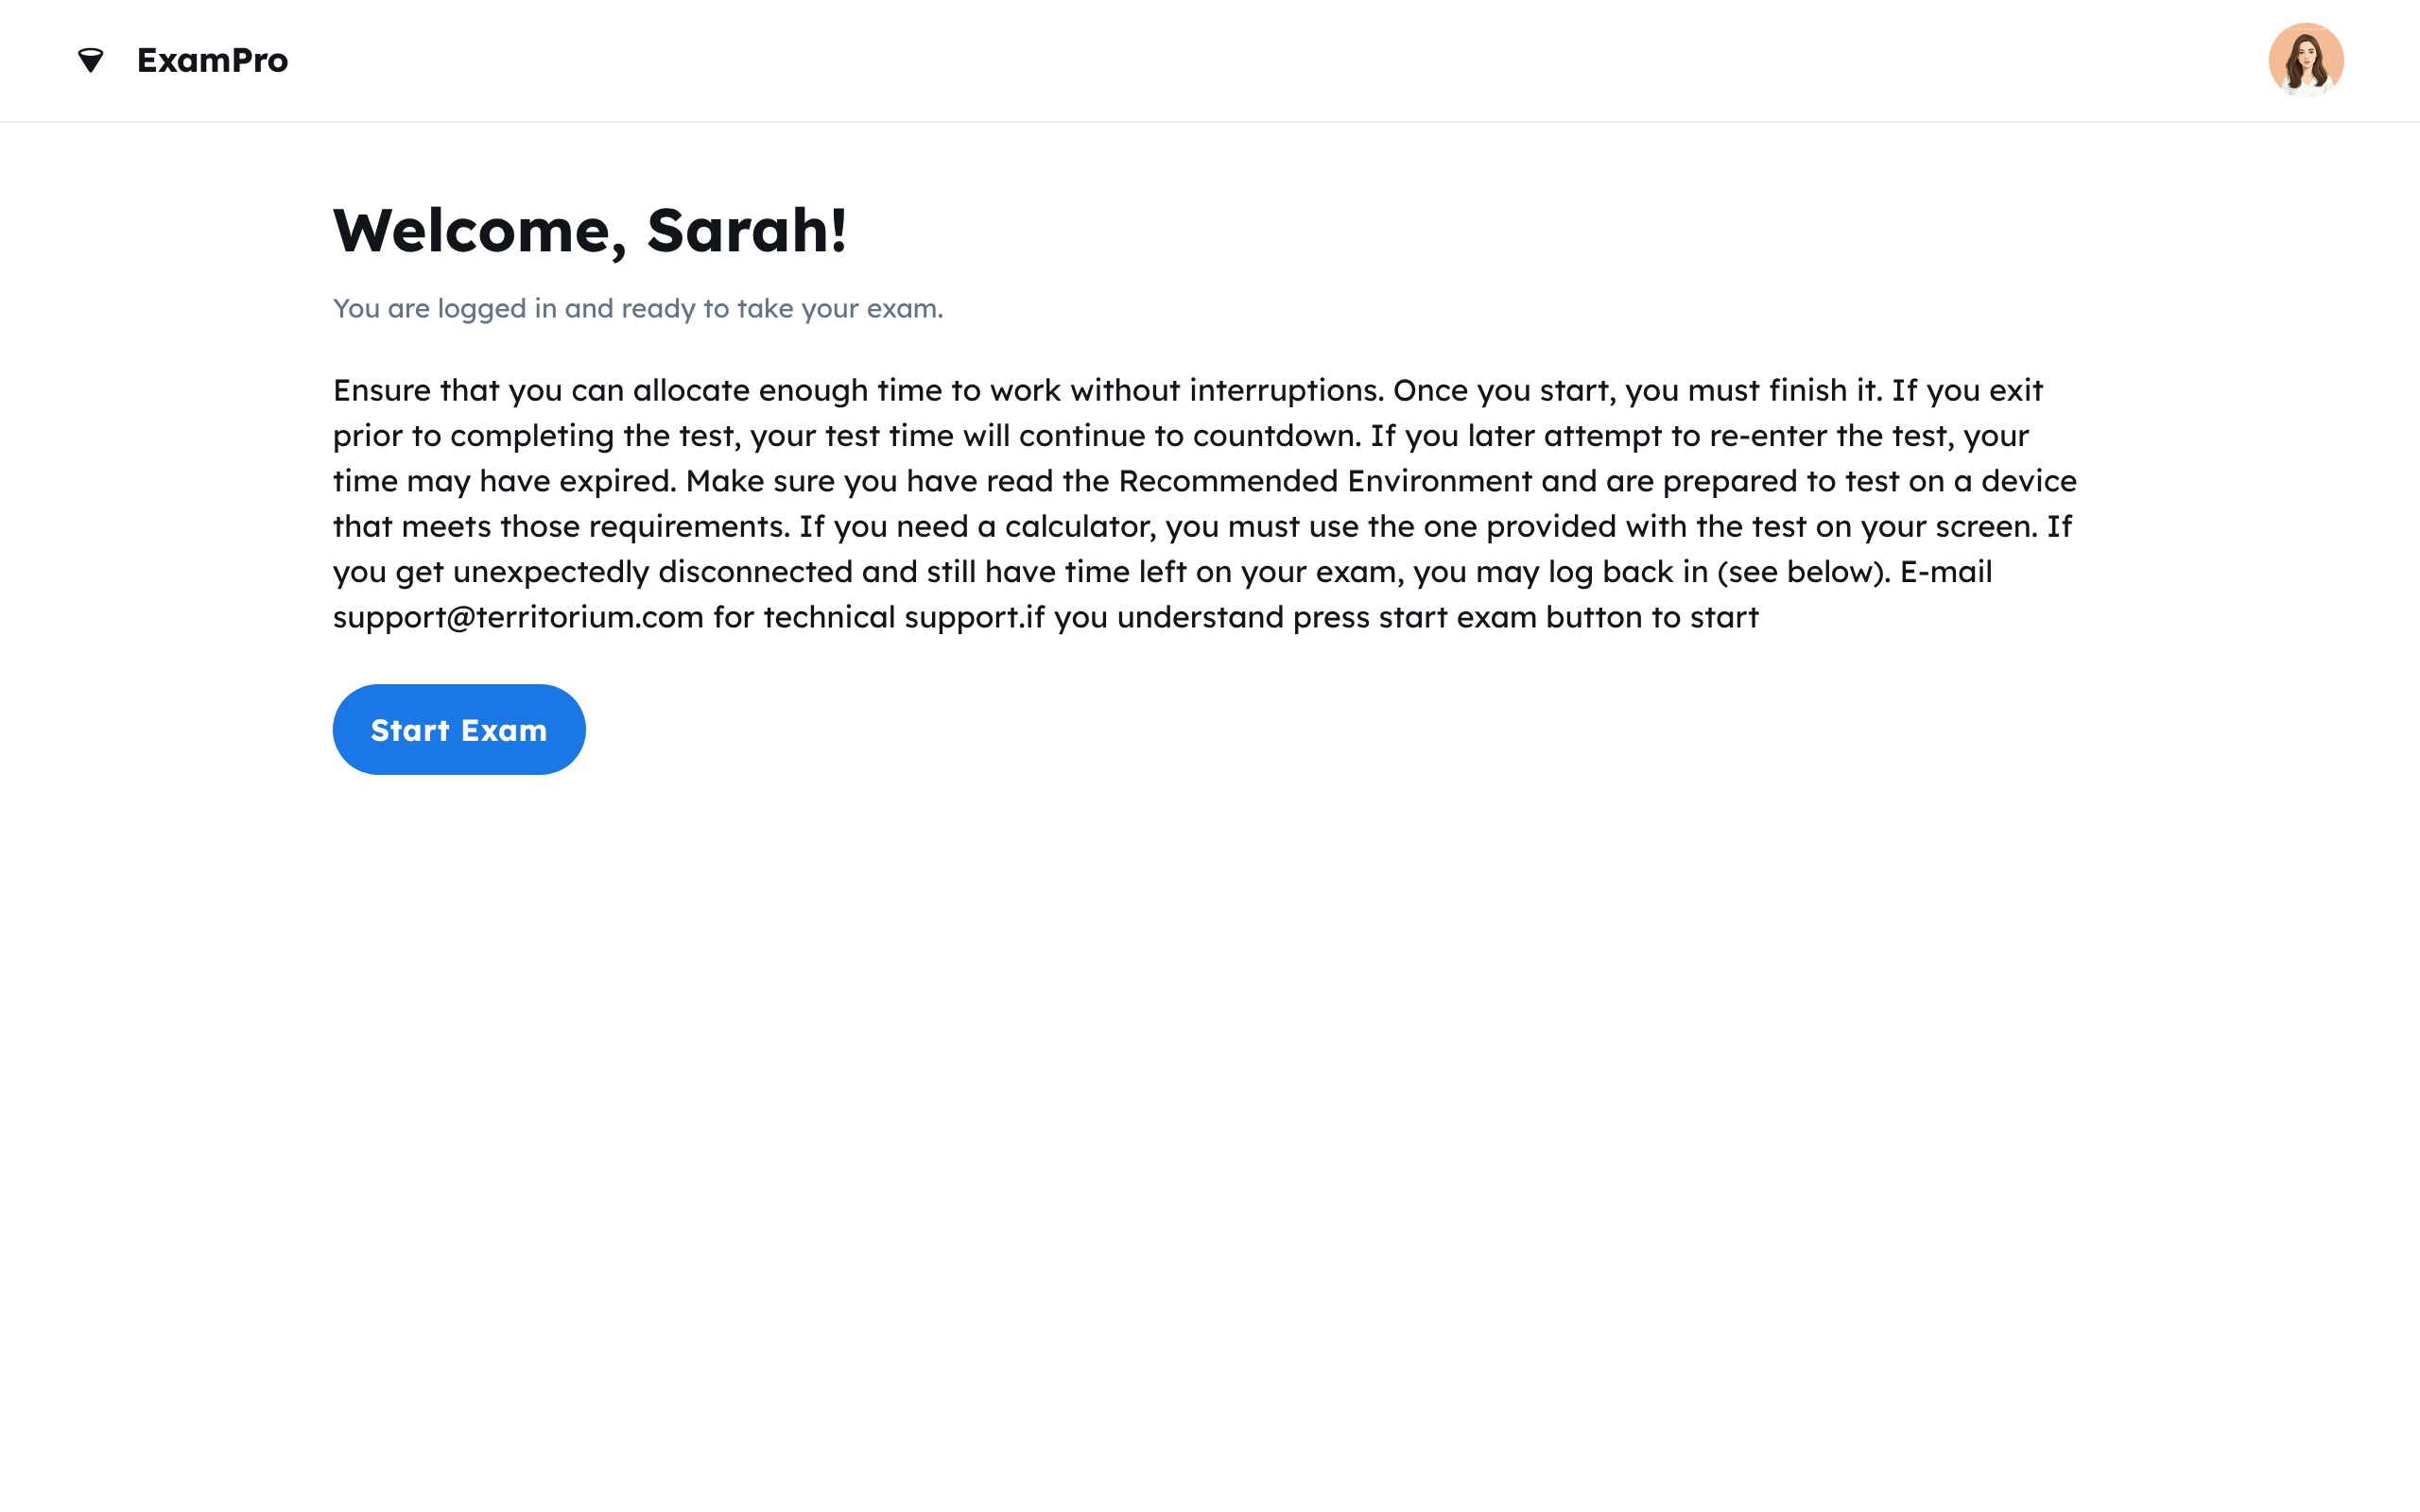 ExamPro
Welcome, Sarah!
You are logged in and ready to take your exam.
Ensure that you can allocate enough time to work without interruptions. Once you start, you must finish it. If you exit
prior to completing the test, your test time will continue to countdown. If you later attempt to re-enter the test, your
time may have expired. Make sure you have read the Recommended Environment and are prepared to test on a device
that meets those requirements. If you need a calculator, you must use the one provided with the test on your screen. If
you get unexpectedly disconnected and still have time left on your exam, you may log back in (see below). E-mail
support@territorium.com for technical support.if you understand press start exam button to start
Start Exam